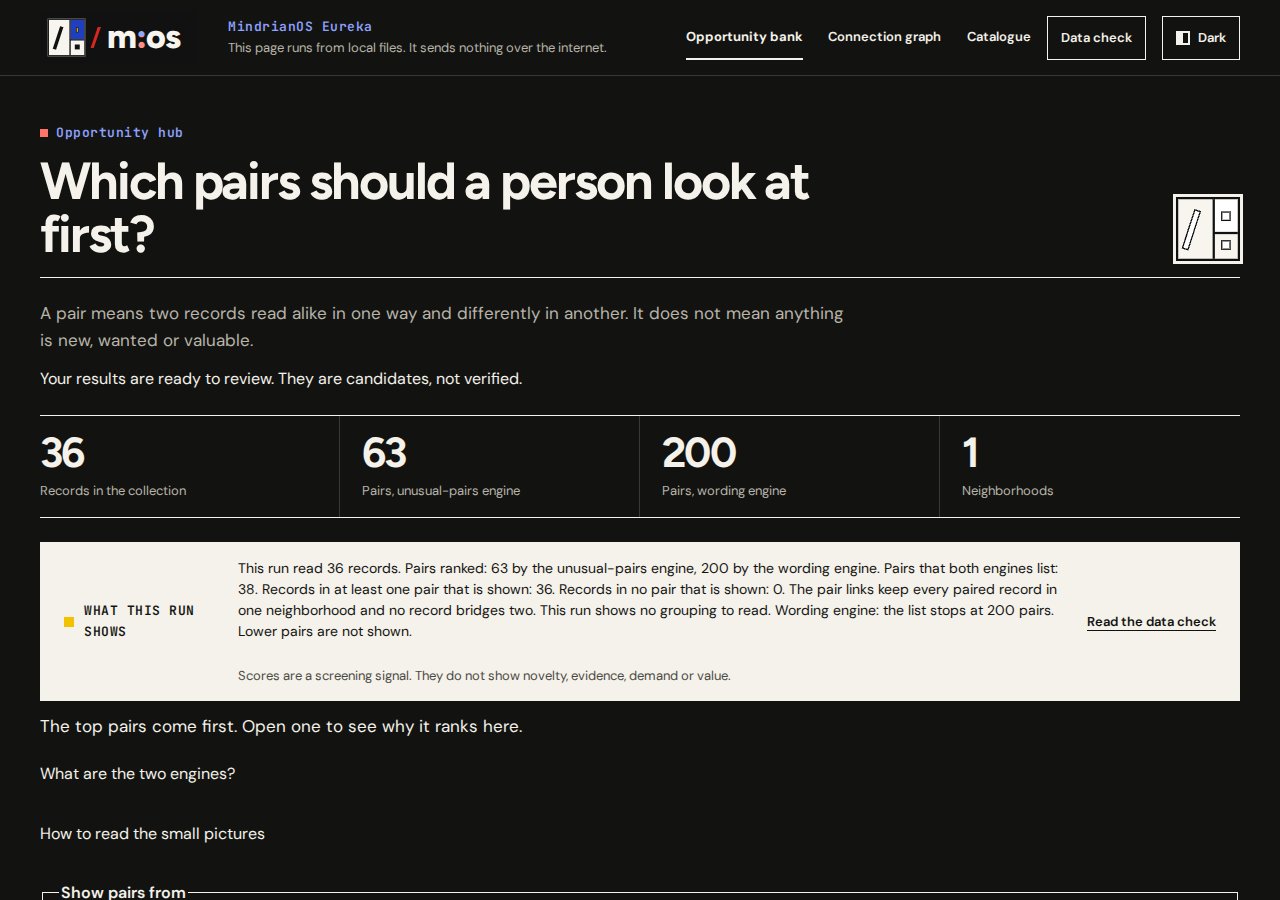 / m:os
MindrianOS Eureka
This page runs from local files. It sends nothing over the internet.
Opportunity bank
Connection graph
Catalogue
Data check
Dark
Opportunity hub
Which pairs should a person look at
first?
A pair means two records read alike in one way and differently in another. It does not mean anything
is new, wanted or valuable.
Your results are ready to review. They are candidates, not verified.
36
Records in the collection
63
Pairs, unusual-pairs engine
200
Pairs, wording engine
1
Neighborhoods
WHAT THIS RUN
SHOWS
This run read 36 records. Pairs ranked: 63 by the unusual-pairs engine, 200 by the wording engine. Pairs that both engines list:
38. Records in at least one pair that is shown: 36. Records in no pair that is shown: 0. The pair links keep every paired record in
one neighborhood and no record bridges two. This run shows no grouping to read. Wording engine: the list stops at 200 pairs.
Lower pairs are not shown.
Scores are a screening signal. They do not show novelty, evidence, demand or value.
Read the data check
The top pairs come first. Open one to see why it ranks here.
What are the two engines?
How to read the small pictures
Show pairs from